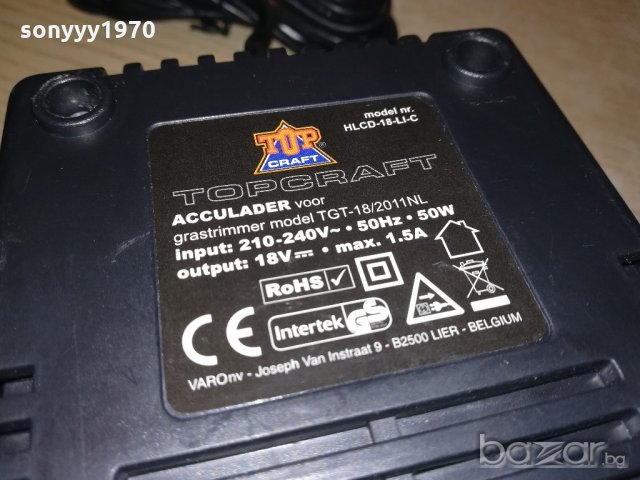 sonyyy1970
model nr.
HLCD-18-LI-C
TOP
CRAFT
®
TOPCRAFT
ACCULADER voor
grastrimmer model TGT-18/2011NL
input: 210-240V~ • 50Hz • 50W
output: 18V⎓ • max. 1.5A
RoHS ✓
CE
Intertek
GS
VAROnv - Joseph Van Instraat 9 - B2500 LIER - BELGIUM
bazar.bg